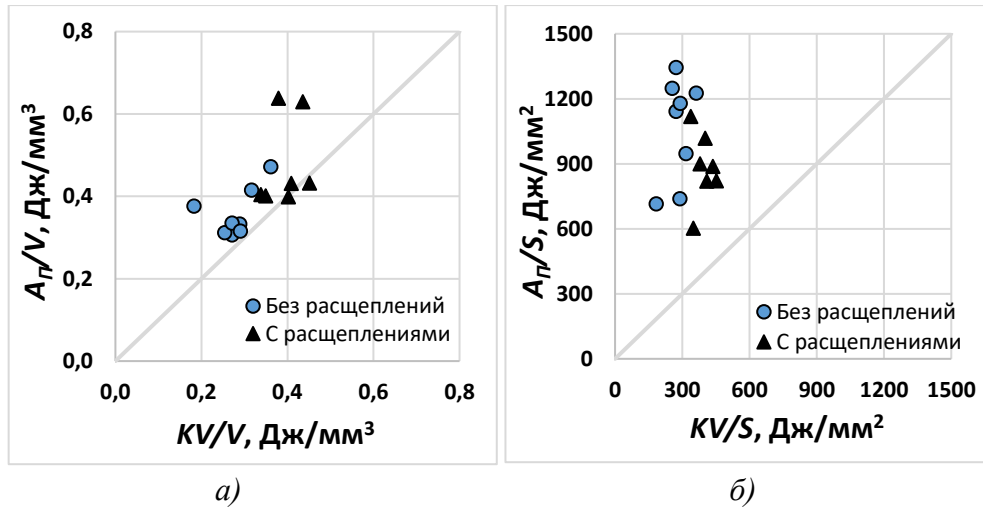 0,8
0,6
0,4
0,2
0,0
0,0 0,2 0,4 0,6 0,8
A_П/V, Дж/мм³
KV/V, Дж/мм³
Без расщеплений
С расщеплениями
а)
1500
1200
900
600
300
0
0 300 600 900 1200 1500
A_П/S, Дж/мм²
KV/S, Дж/мм²
Без расщеплений
С расщеплениями
б)